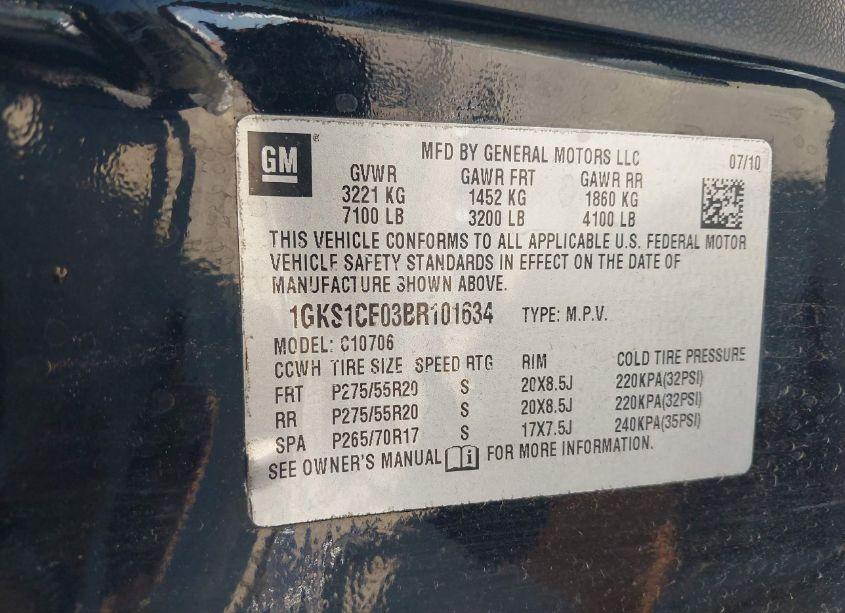 GM ®
MFD BY GENERAL MOTORS LLC 07/10
GVWR GAWR FRT GAWR RR
3221 KG 1452 KG 1860 KG
7100 LB 3200 LB 4100 LB
THIS VEHICLE CONFORMS TO ALL APPLICABLE U.S. FEDERAL MOTOR
VEHICLE SAFETY STANDARDS IN EFFECT ON THE DATE OF
MANUFACTURE SHOWN ABOVE.
1GKS1CE03BR101634 TYPE: M.P.V.
MODEL: C10706
CCWH TIRE SIZE SPEED RTG RIM COLD TIRE PRESSURE
FRT P275/55R20 S 20X8.5J 220KPA(32PSI)
RR P275/55R20 S 20X8.5J 220KPA(32PSI)
SPA P265/70R17 S 17X7.5J 240KPA(35PSI)
SEE OWNER'S MANUAL i FOR MORE INFORMATION.